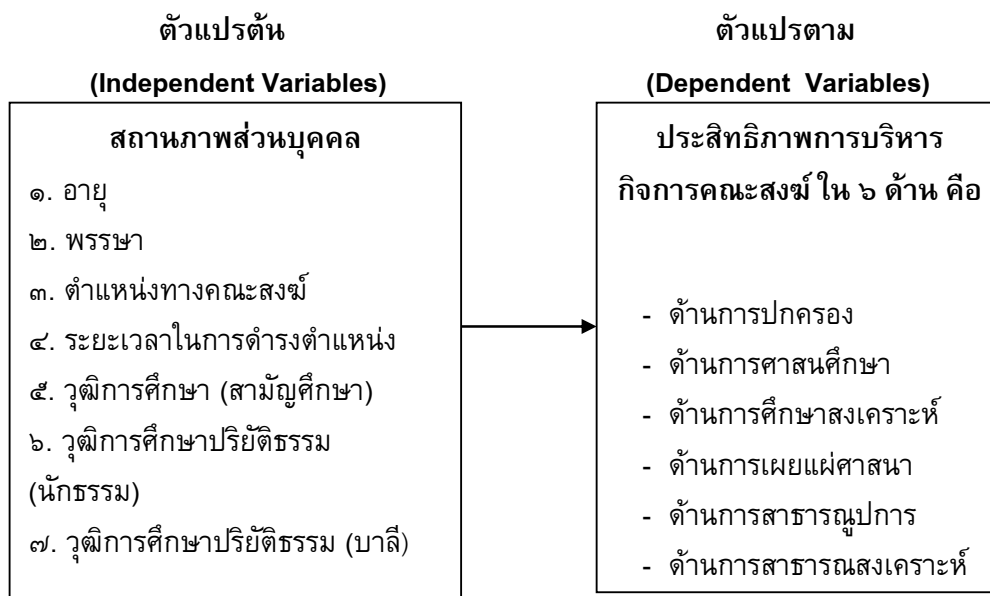 ตัวแปรต้น
(Independent Variables)
สถานภาพส่วนบุคคล
๑. อายุ
๒. พรรษา
๓. ตำแหน่งทางคณะสงฆ์
๔. ระยะเวลาในการดำรงตำแหน่ง
๕. วุฒิการศึกษา (สามัญศึกษา)
๖. วุฒิการศึกษาปริยัติธรรม
(นักธรรม)
๗. วุฒิการศึกษาปริยัติธรรม (บาลี)
ตัวแปรตาม
(Dependent Variables)
ประสิทธิภาพการบริหาร
กิจการคณะสงฆ์ ใน ๖ ด้าน คือ
- ด้านการปกครอง
- ด้านการศาสนศึกษา
- ด้านการศึกษาสงเคราะห์
- ด้านการเผยแผ่ศาสนา
- ด้านการสาธารณูปการ
- ด้านการสาธารณสงเคราะห์